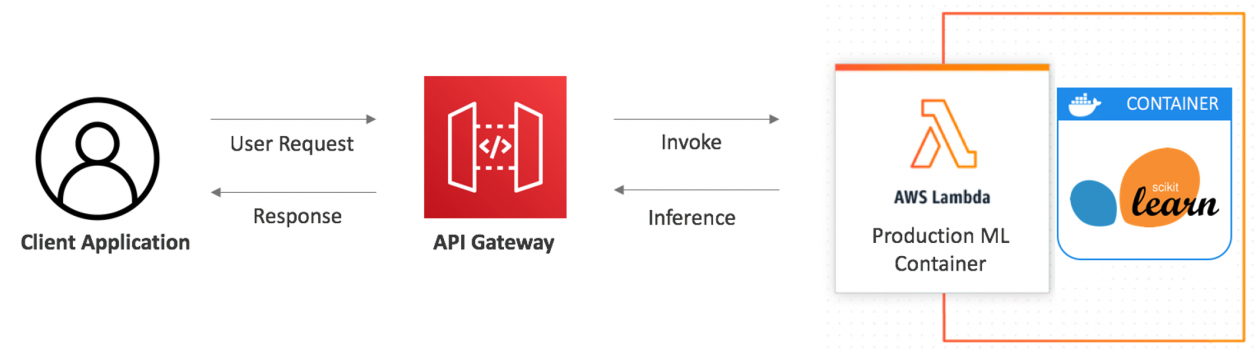 Client Application
User Request
Response
</>
API Gateway
Invoke
Inference
AWS Lambda
Production ML
Container
CONTAINER
scikit
learn